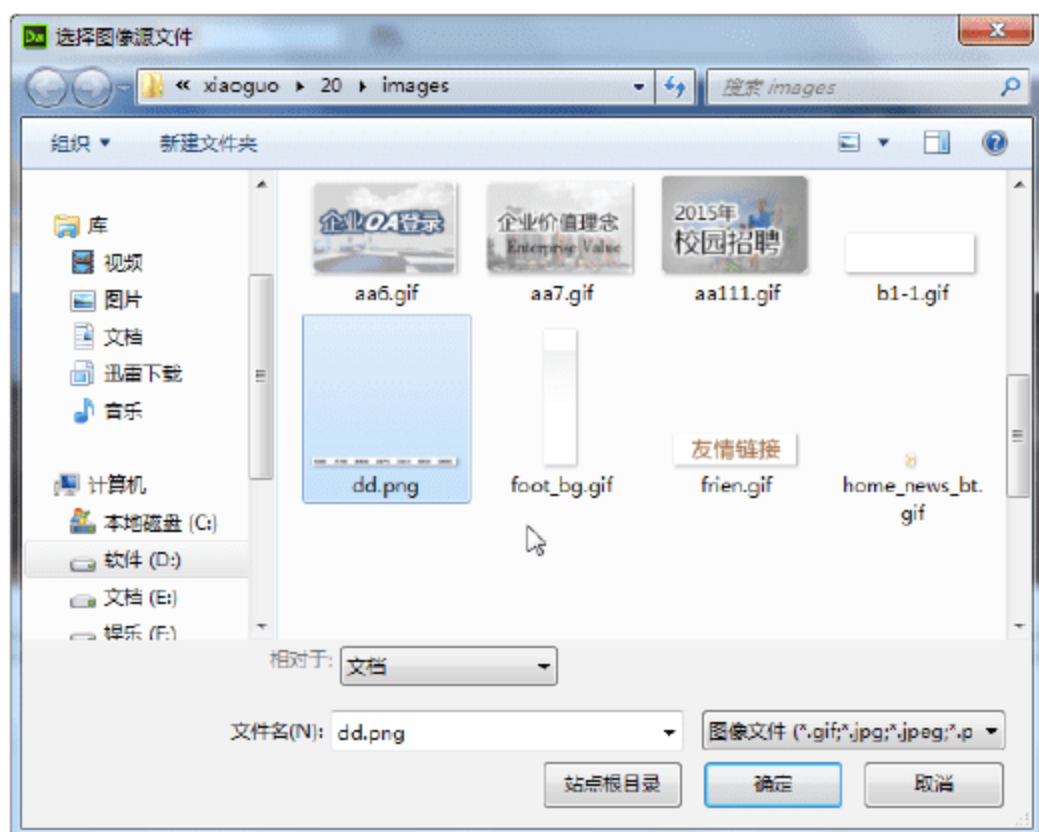 Dw 选择图像源文件
« xiaoguo ▸ 20 ▸ images
搜索 images
组织
新建文件夹
库
视频
图片
文档
迅雷下载
音乐
计算机
本地磁盘 (C:)
软件 (D:)
文档 (E:)
娱乐 (F:)
企业OA登录
企业价值理念
Enterprise Value
2015年
校园招聘
aa6.gif
aa7.gif
aa111.gif
b1-1.gif
友情链接
dd.png
foot_bg.gif
frien.gif
home_news_bt.
gif
相对于:
文档
文件名(N):
dd.png
图像文件 (*.gif;*.jpg;*.jpeg;*.p
站点根目录
确定
取消